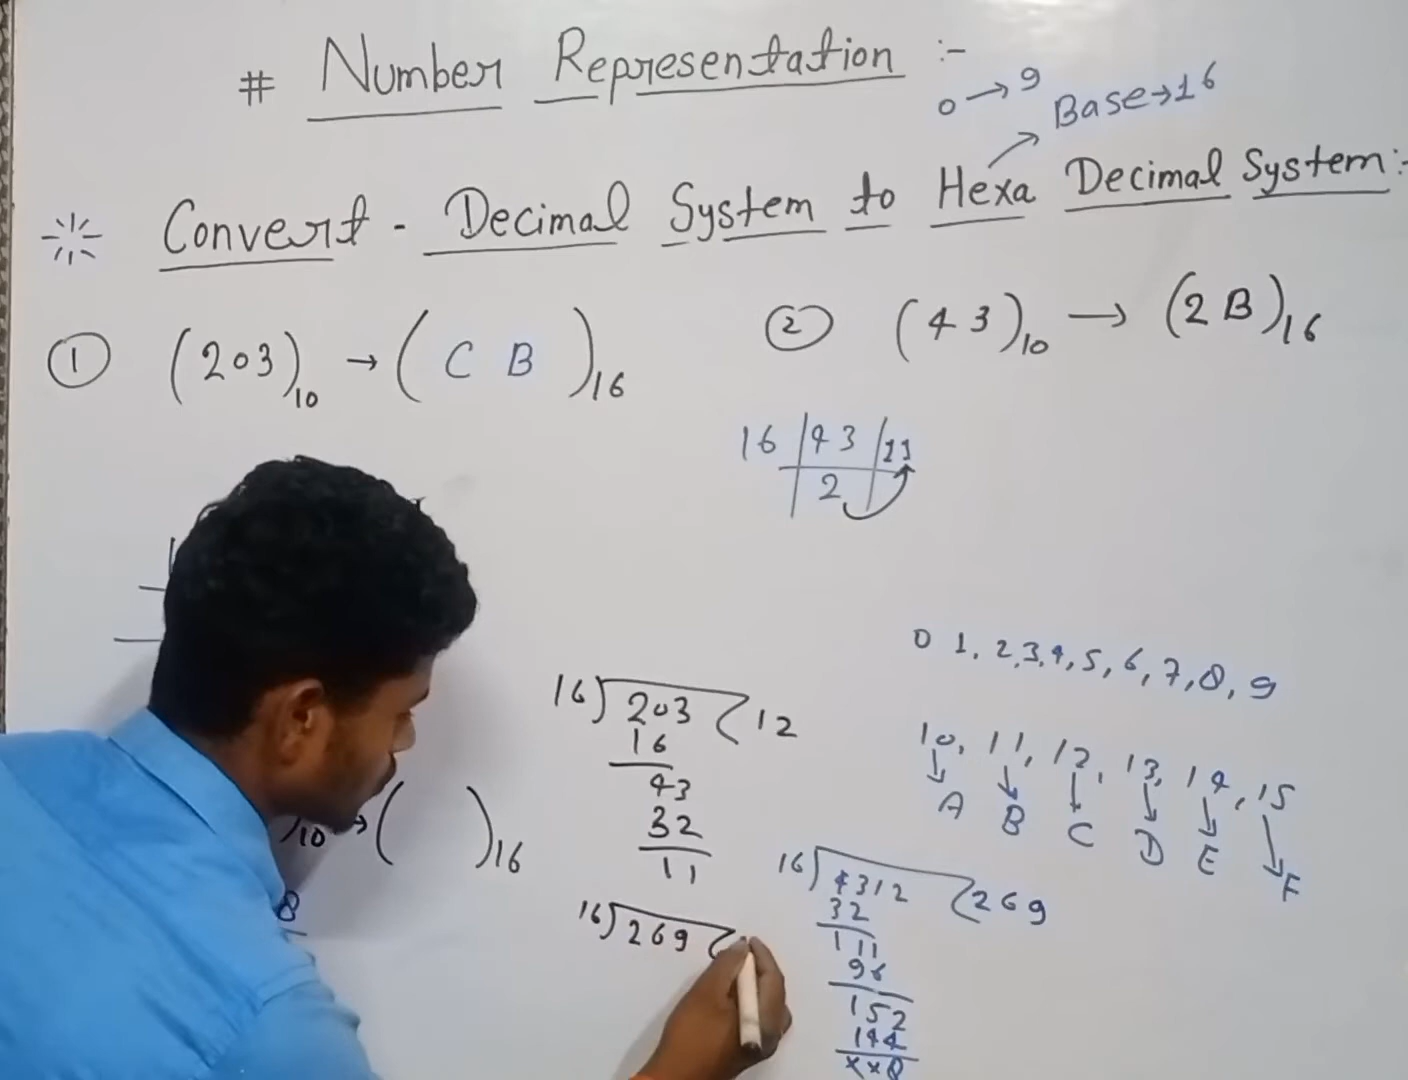 # Number Representation :-
0 → 9
Base → 16
Convert - Decimal System to Hexa Decimal System :-
① (203)10 → (C B)16
② (43)10 → (2B)16
16 | 43 | 11
2
0 1, 2, 3, 4, 5, 6, 7, 8, 9
10, 11, 12, 13, 14, 15
A B C D E F
16) 203 ( 12
16
43
32
11
)10 → ( )16
8
16) 4312 ( 269
32
111
96
152
144
xx8
16) 269 (